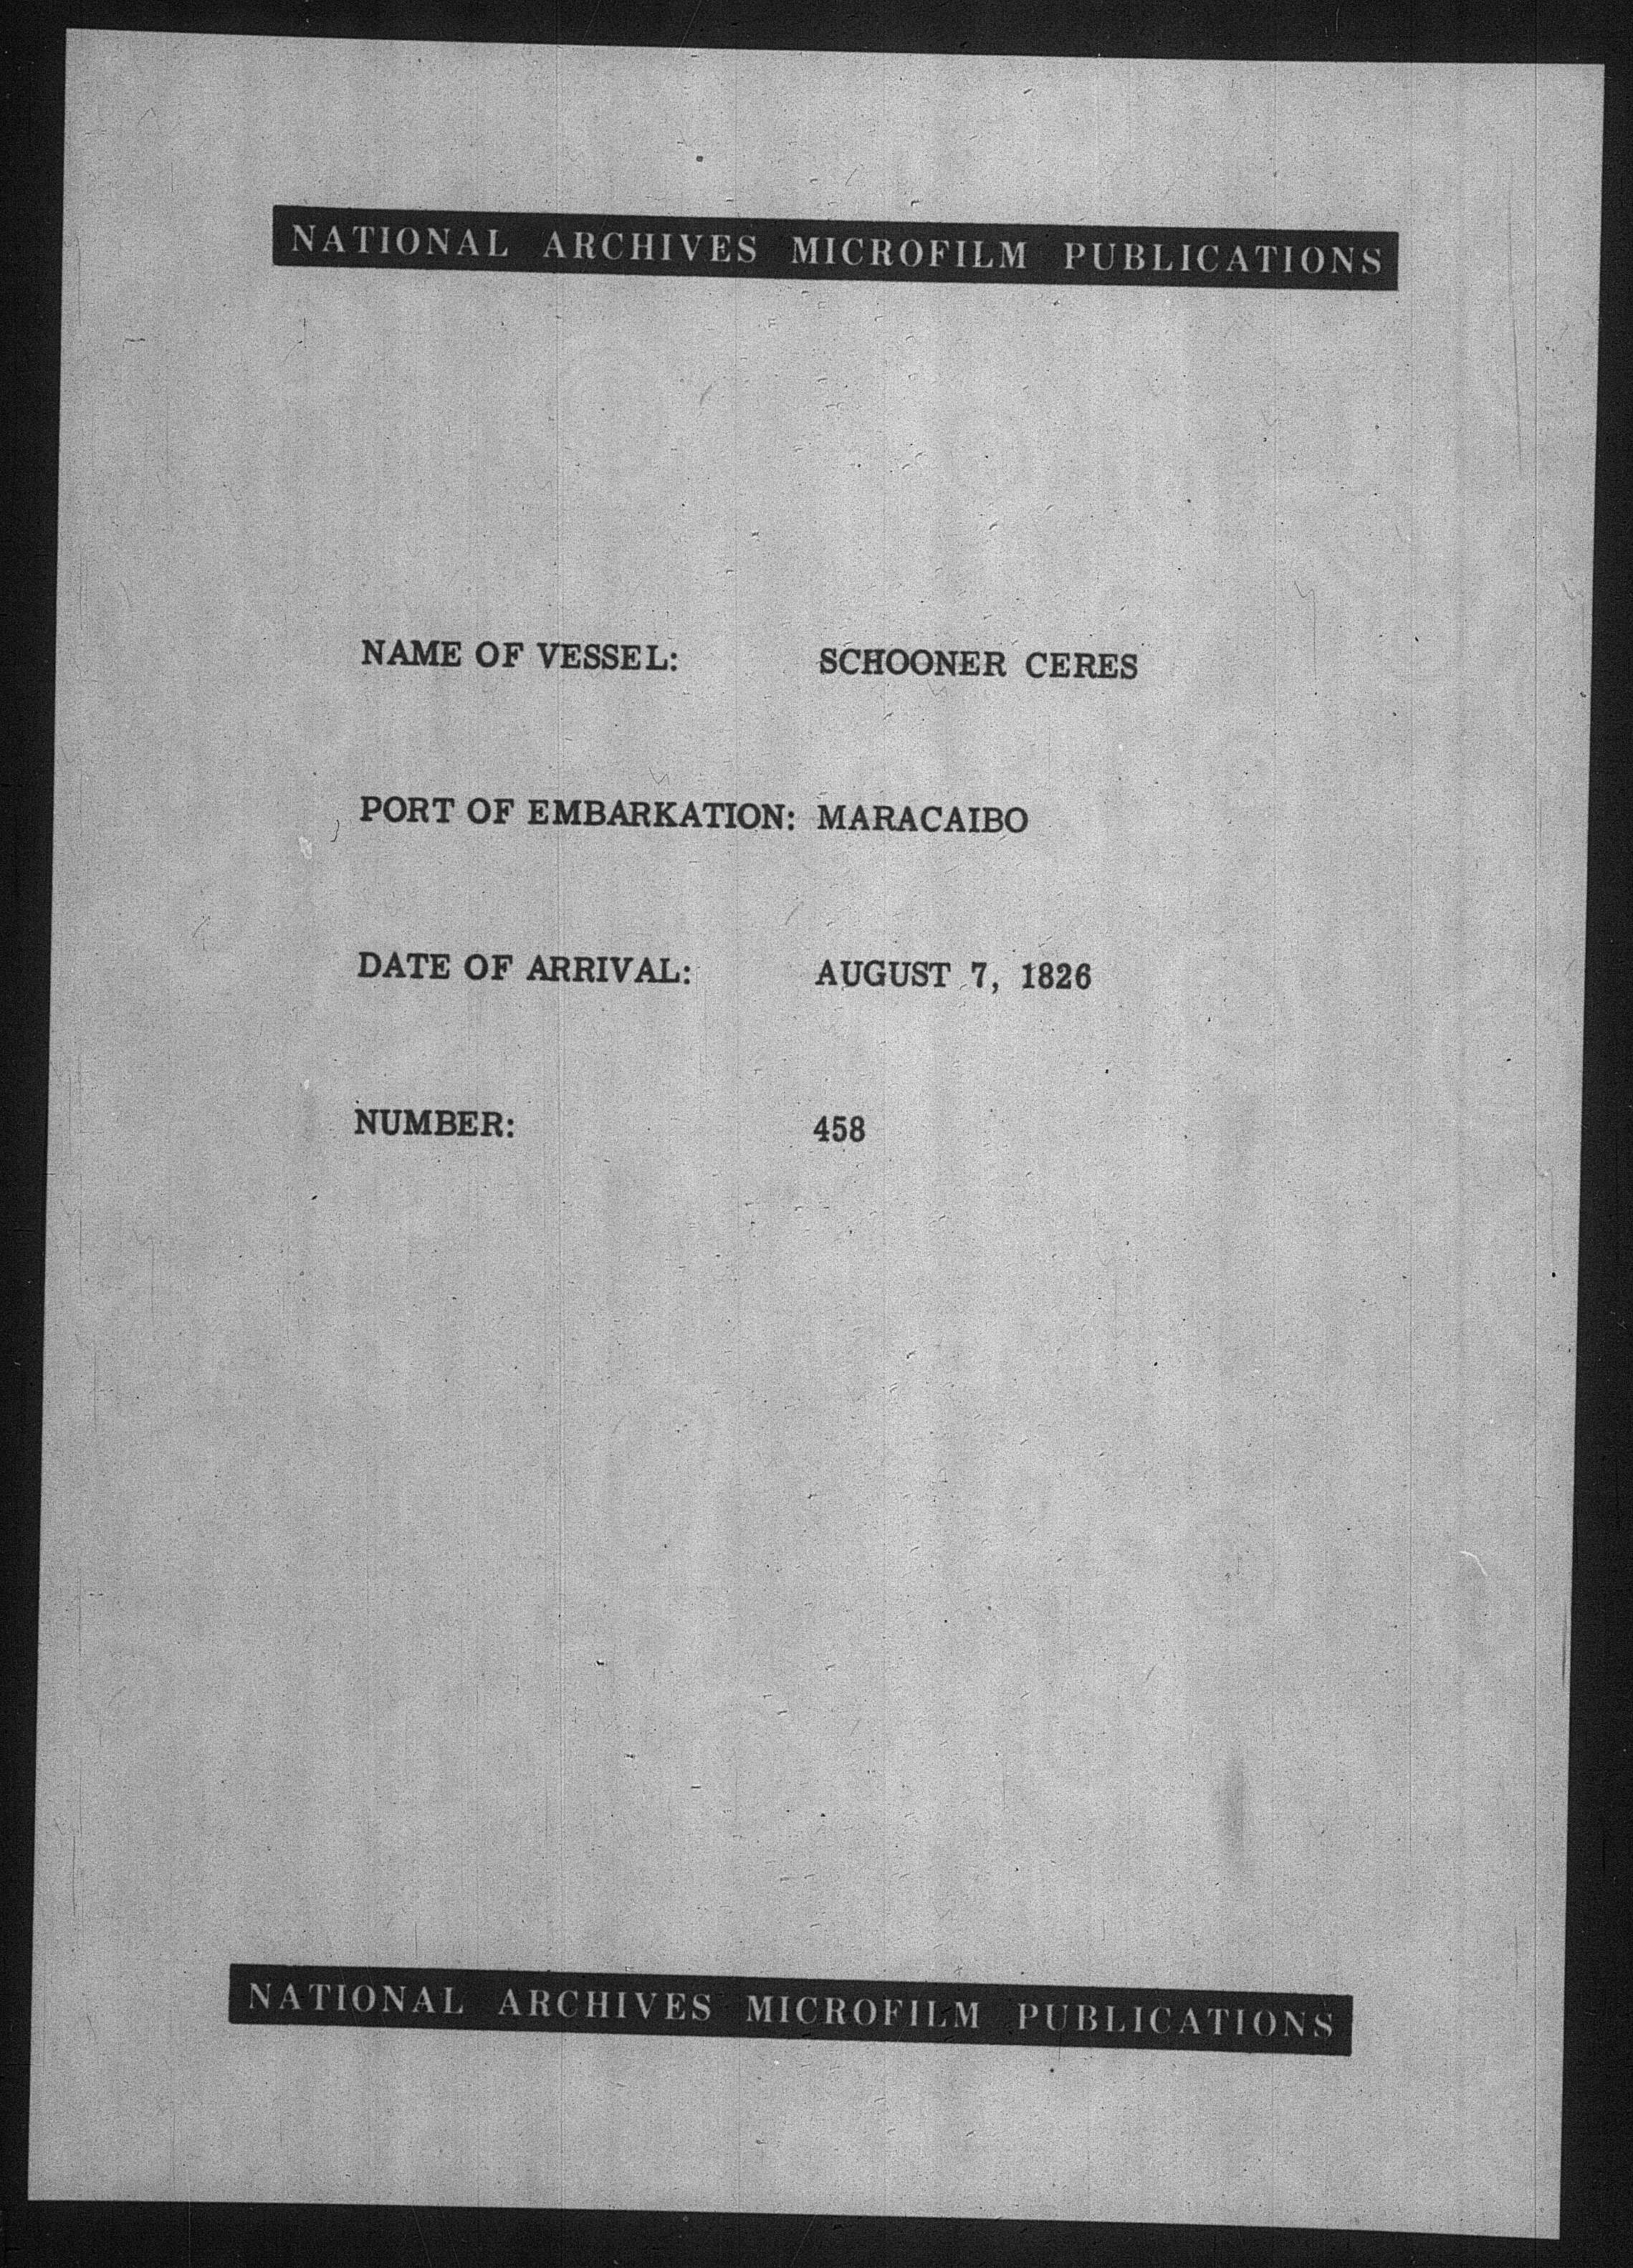 NATIONAL ARCHIVES MICROFILM PUBLICATIONS
NAME OF VESSEL: SCHOONER CERES
PORT OF EMBARKATION: MARACAIBO
DATE OF ARRIVAL: AUGUST 7, 1826
NUMBER: 458
NATIONAL ARCHIVES MICROFILM PUBLICATIONS